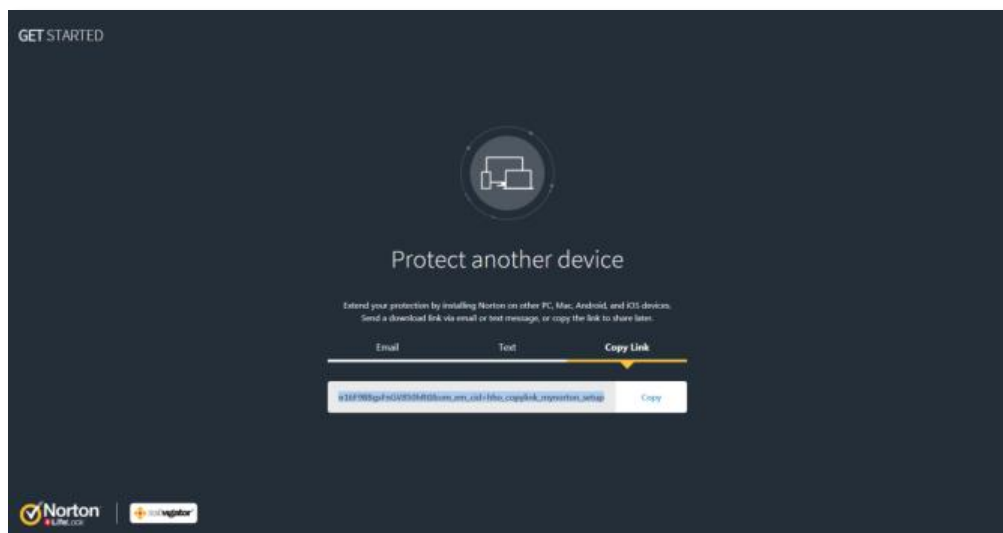 GET STARTED
Protect another device
Extend your protection by installing Norton on other PC, Mac, Android, and iOS devices.
Send a download link via email or text message, or copy the link to share later.
Email Text Copy Link
Copy
Norton
LifeLock